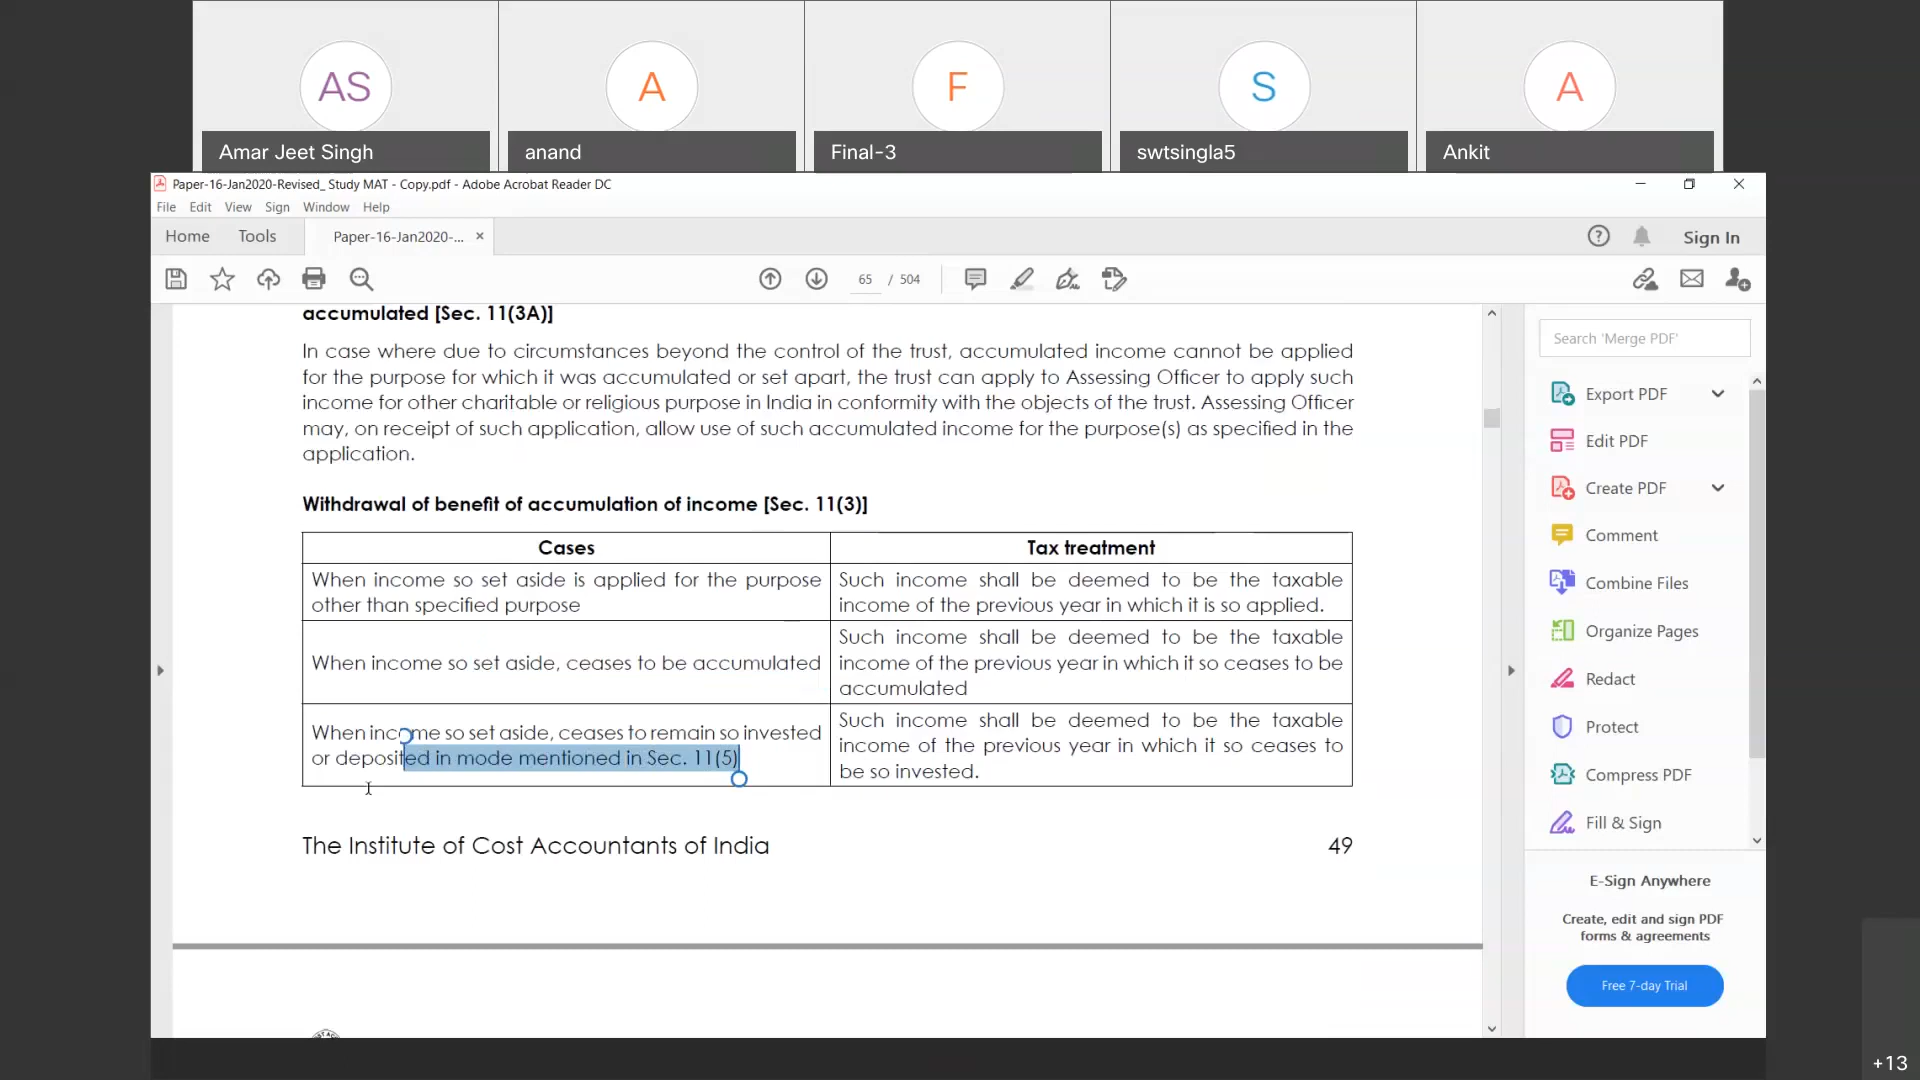 AS
A
F
S
A
Amar Jeet Singh
anand
Final-3
swtsingla5
Ankit
Paper-16-Jan2020-Revised_ Study MAT - Copy.pdf - Adobe Acrobat Reader DC
File Edit View Sign Window Help
Home Tools Paper-16-Jan2020-... × Sign In
65 / 504
accumulated [Sec. 11(3A)]
In case where due to circumstances beyond the control of the trust, accumulated income cannot be applied
for the purpose for which it was accumulated or set apart, the trust can apply to Assessing Officer to apply such
income for other charitable or religious purpose in India in conformity with the objects of the trust. Assessing Officer
may, on receipt of such application, allow use of such accumulated income for the purpose(s) as specified in the
application.
Withdrawal of benefit of accumulation of income [Sec. 11(3)]
Cases
Tax treatment
When income so set aside is applied for the purpose
other than specified purpose
Such income shall be deemed to be the taxable
income of the previous year in which it is so applied.
When income so set aside, ceases to be accumulated
Such income shall be deemed to be the taxable
income of the previous year in which it so ceases to be
accumulated
When income so set aside, ceases to remain so invested
or deposited in mode mentioned in Sec. 11(5)
Such income shall be deemed to be the taxable
income of the previous year in which it so ceases to
be so invested.
The Institute of Cost Accountants of India
49
Search 'Merge PDF'
Export PDF
Edit PDF
Create PDF
Comment
Combine Files
Organize Pages
Redact
Protect
Compress PDF
Fill & Sign
E-Sign Anywhere
Create, edit and sign PDF
forms & agreements
Free 7-day Trial
+13